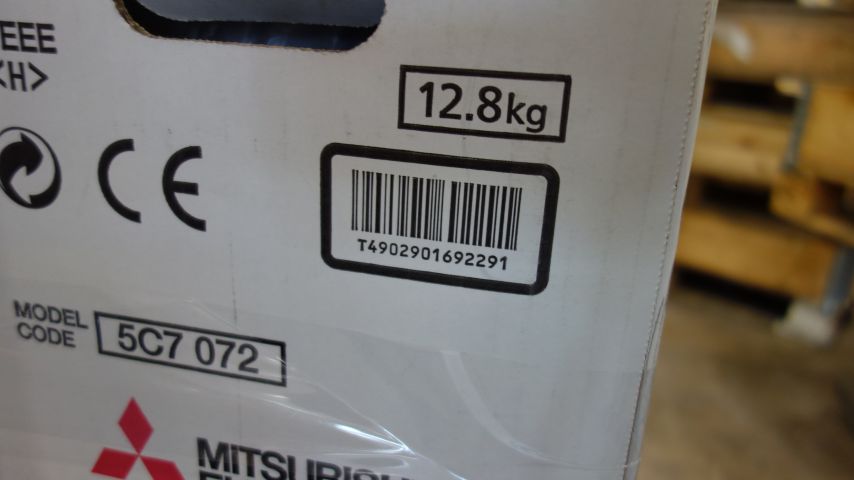 EEE
<H>
12.8kg
CE
T4902901692291
MODEL
CODE
5C7 072